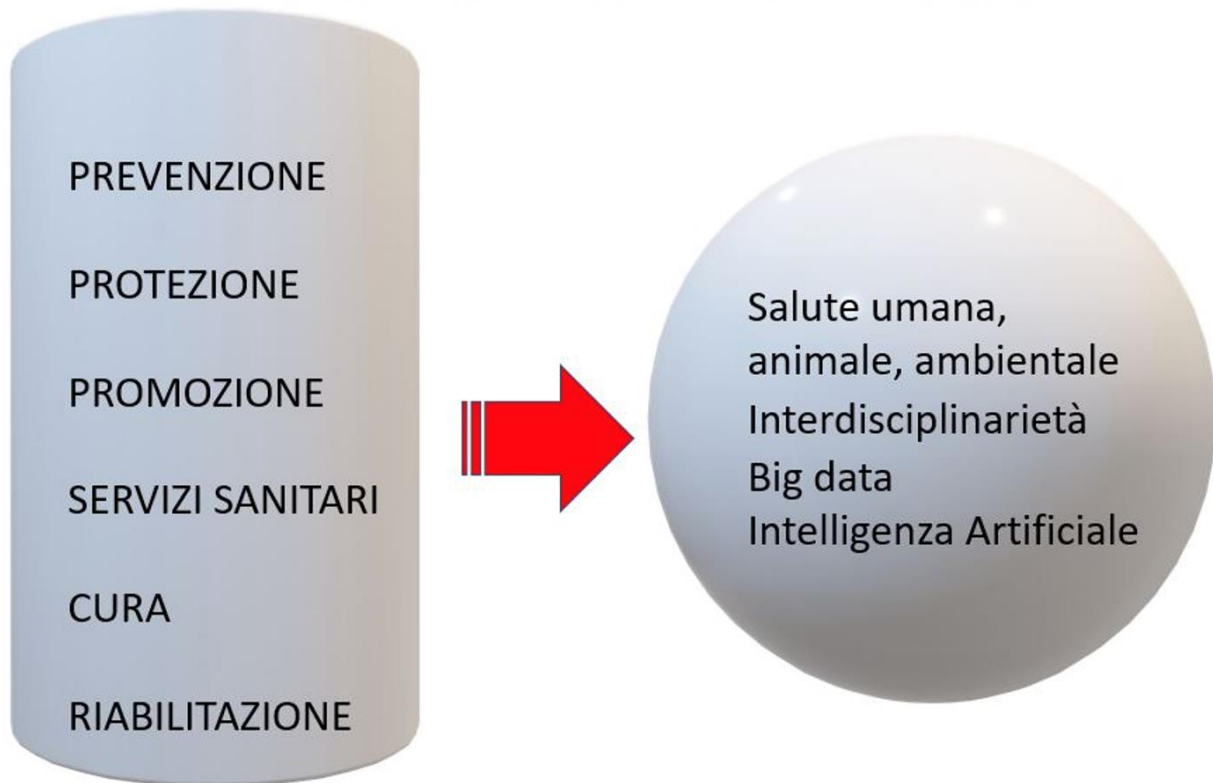 PREVENZIONE
PROTEZIONE
PROMOZIONE
SERVIZI SANITARI
CURA
RIABILITAZIONE
Salute umana,
animale, ambientale
Interdisciplinarietà
Big data
Intelligenza Artificiale